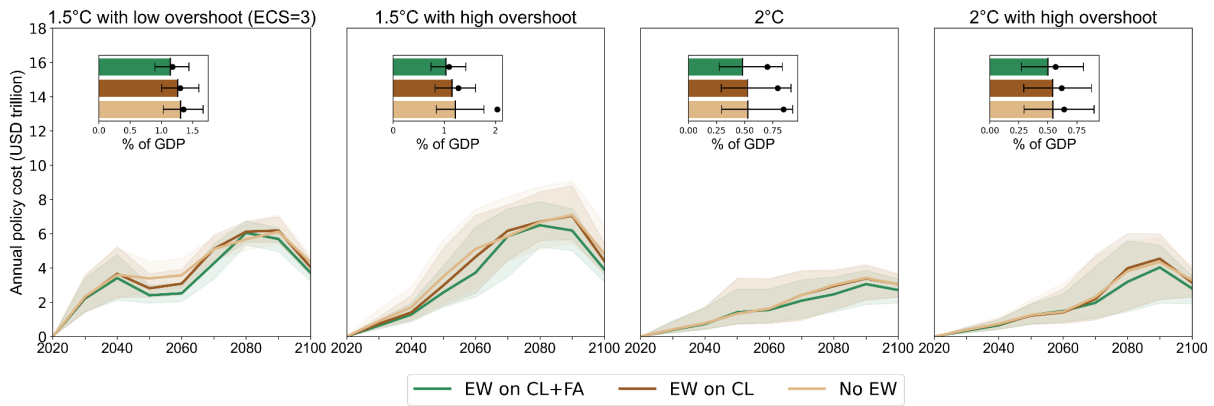 1.5°C with low overshoot (ECS=3)
1.5°C with high overshoot
2°C
2°C with high overshoot
Annual policy cost (USD trillion)
18
16
14
12
10
8
6
4
2
0
0.0 0.5 1.0 1.5
% of GDP
0 1 2
% of GDP
0.00 0.25 0.50 0.75
% of GDP
0.00 0.25 0.50 0.75
% of GDP
2020 2040 2060 2080 2100
2020 2040 2060 2080 2100
2020 2040 2060 2080 2100
2020 2040 2060 2080 2100
EW on CL+FA EW on CL No EW